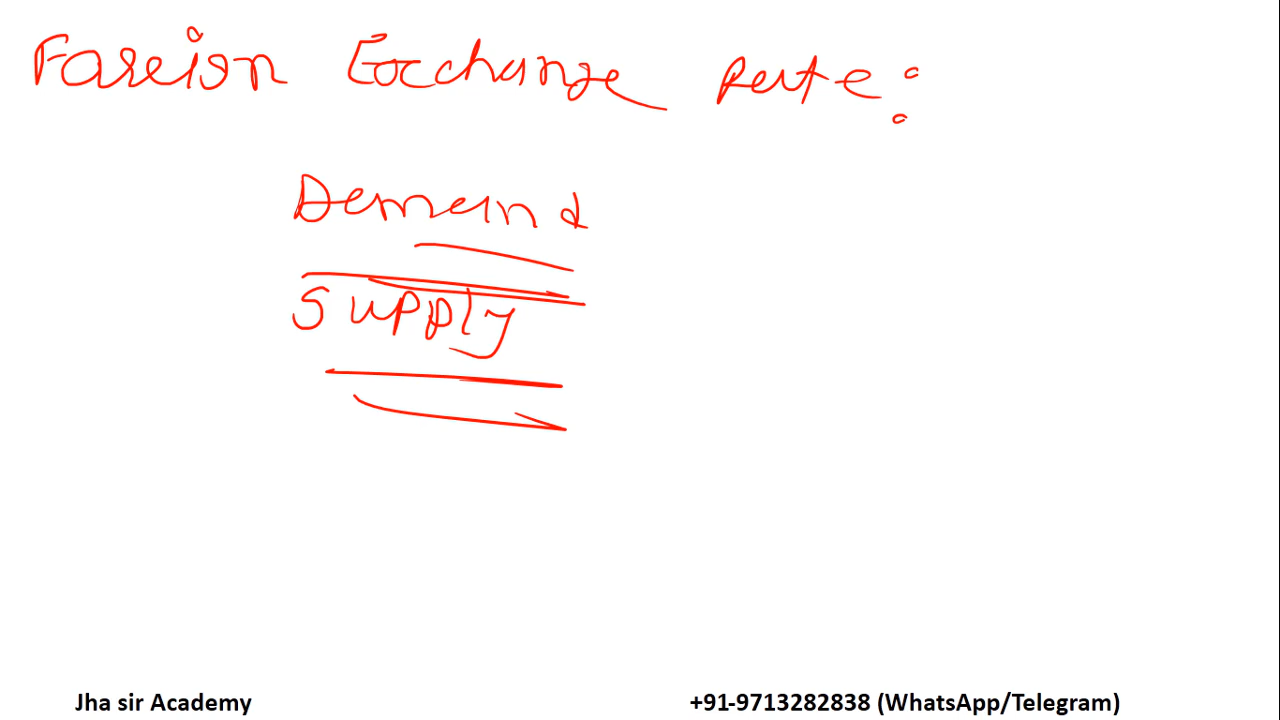 Foreign Exchange Rate:
Demand
Supply
Jha sir Academy
+91-9713282838 (WhatsApp/Telegram)